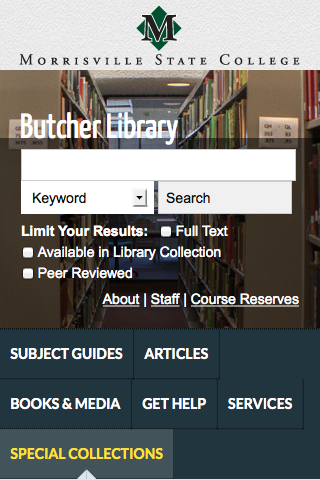 M
MORRISVILLE STATE COLLEGE
Butcher Library
Keyword Search
Limit Your Results: Full Text
Available in Library Collection
Peer Reviewed
About | Staff | Course Reserves
SUBJECT GUIDES ARTICLES
BOOKS & MEDIA GET HELP SERVICES
SPECIAL COLLECTIONS